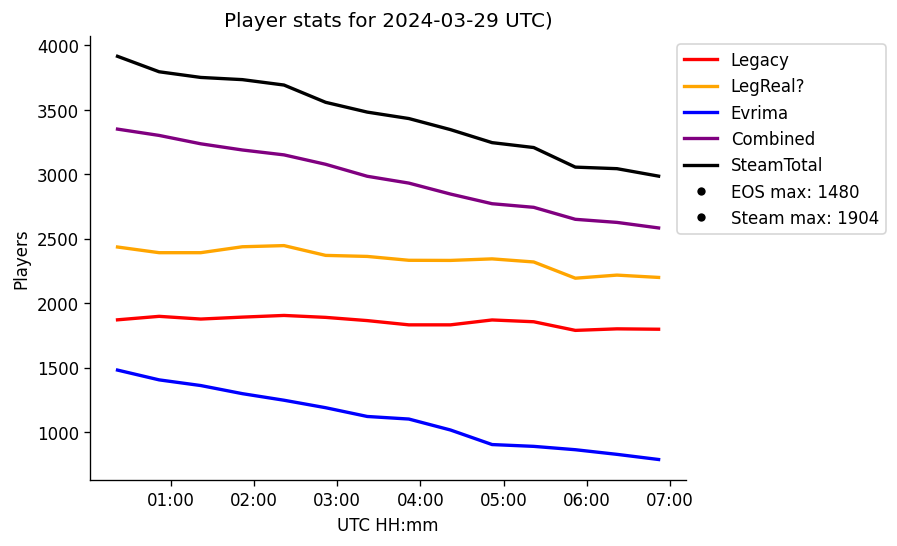 Player stats for 2024-03-29 UTC)
4000
3500
3000
2500
2000
1500
1000
Players
01:00 02:00 03:00 04:00 05:00 06:00 07:00
UTC HH:mm
Legacy
LegReal?
Evrima
Combined
SteamTotal
EOS max: 1480
Steam max: 1904